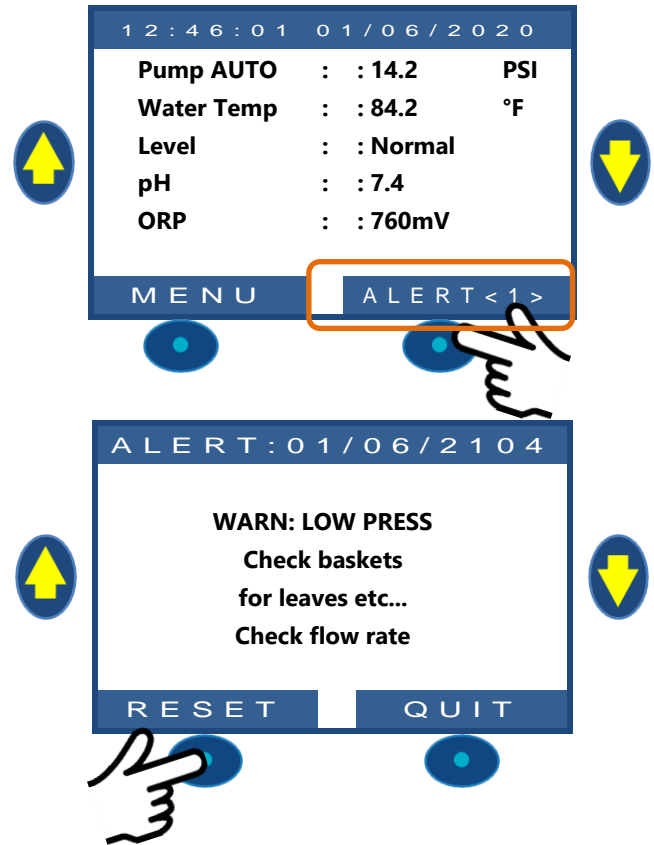 12:46:01 01/06/2020
Pump AUTO : : 14.2 PSI
Water Temp : : 84.2 °F
Level : : Normal
pH : : 7.4
ORP : : 760mV
MENU ALERT<1>
ALERT:01/06/2104
WARN: LOW PRESS
Check baskets
for leaves etc...
Check flow rate
RESET QUIT